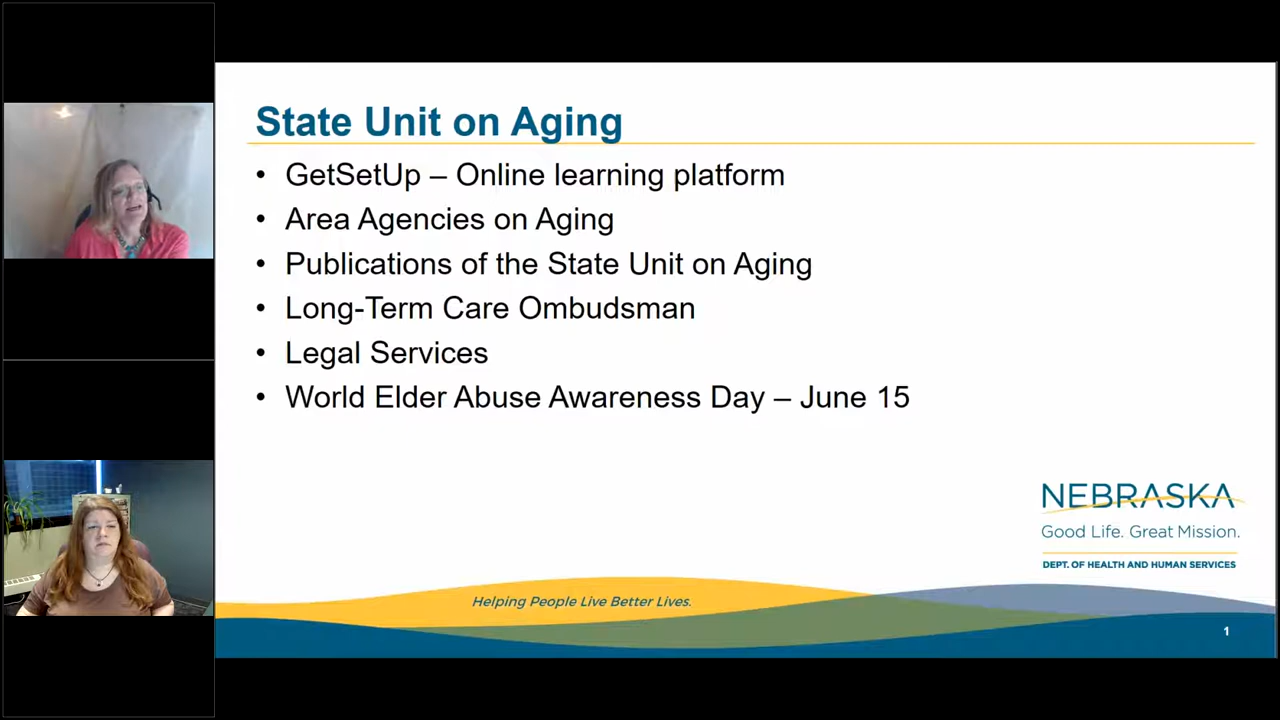 State Unit on Aging
• GetSetUp – Online learning platform
• Area Agencies on Aging
• Publications of the State Unit on Aging
• Long-Term Care Ombudsman
• Legal Services
• World Elder Abuse Awareness Day – June 15
NEBRASKA
Good Life. Great Mission.
DEPT. OF HEALTH AND HUMAN SERVICES
Helping People Live Better Lives.
1